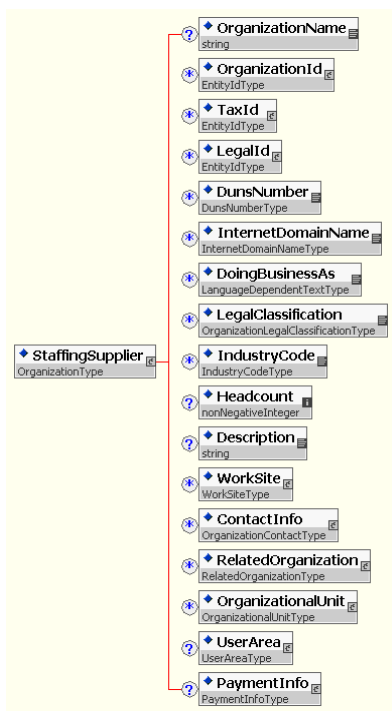 ? OrganizationName
string
* OrganizationId
EntityIdType
* TaxId
EntityIdType
* LegalId
EntityIdType
* DunsNumber
DunsNumberType
* InternetDomainName
InternetDomainNameType
* DoingBusinessAs
LanguageDependentTextType
* LegalClassification
OrganizationLegalClassificationType
StaffingSupplier
OrganizationType
* IndustryCode
IndustryCodeType
? Headcount
nonNegativeInteger
? Description
string
* WorkSite
WorkSiteType
* ContactInfo
OrganizationContactType
* RelatedOrganization
RelatedOrganizationType
* OrganizationalUnit
OrganizationalUnitType
? UserArea
UserAreaType
? PaymentInfo
PaymentInfoType